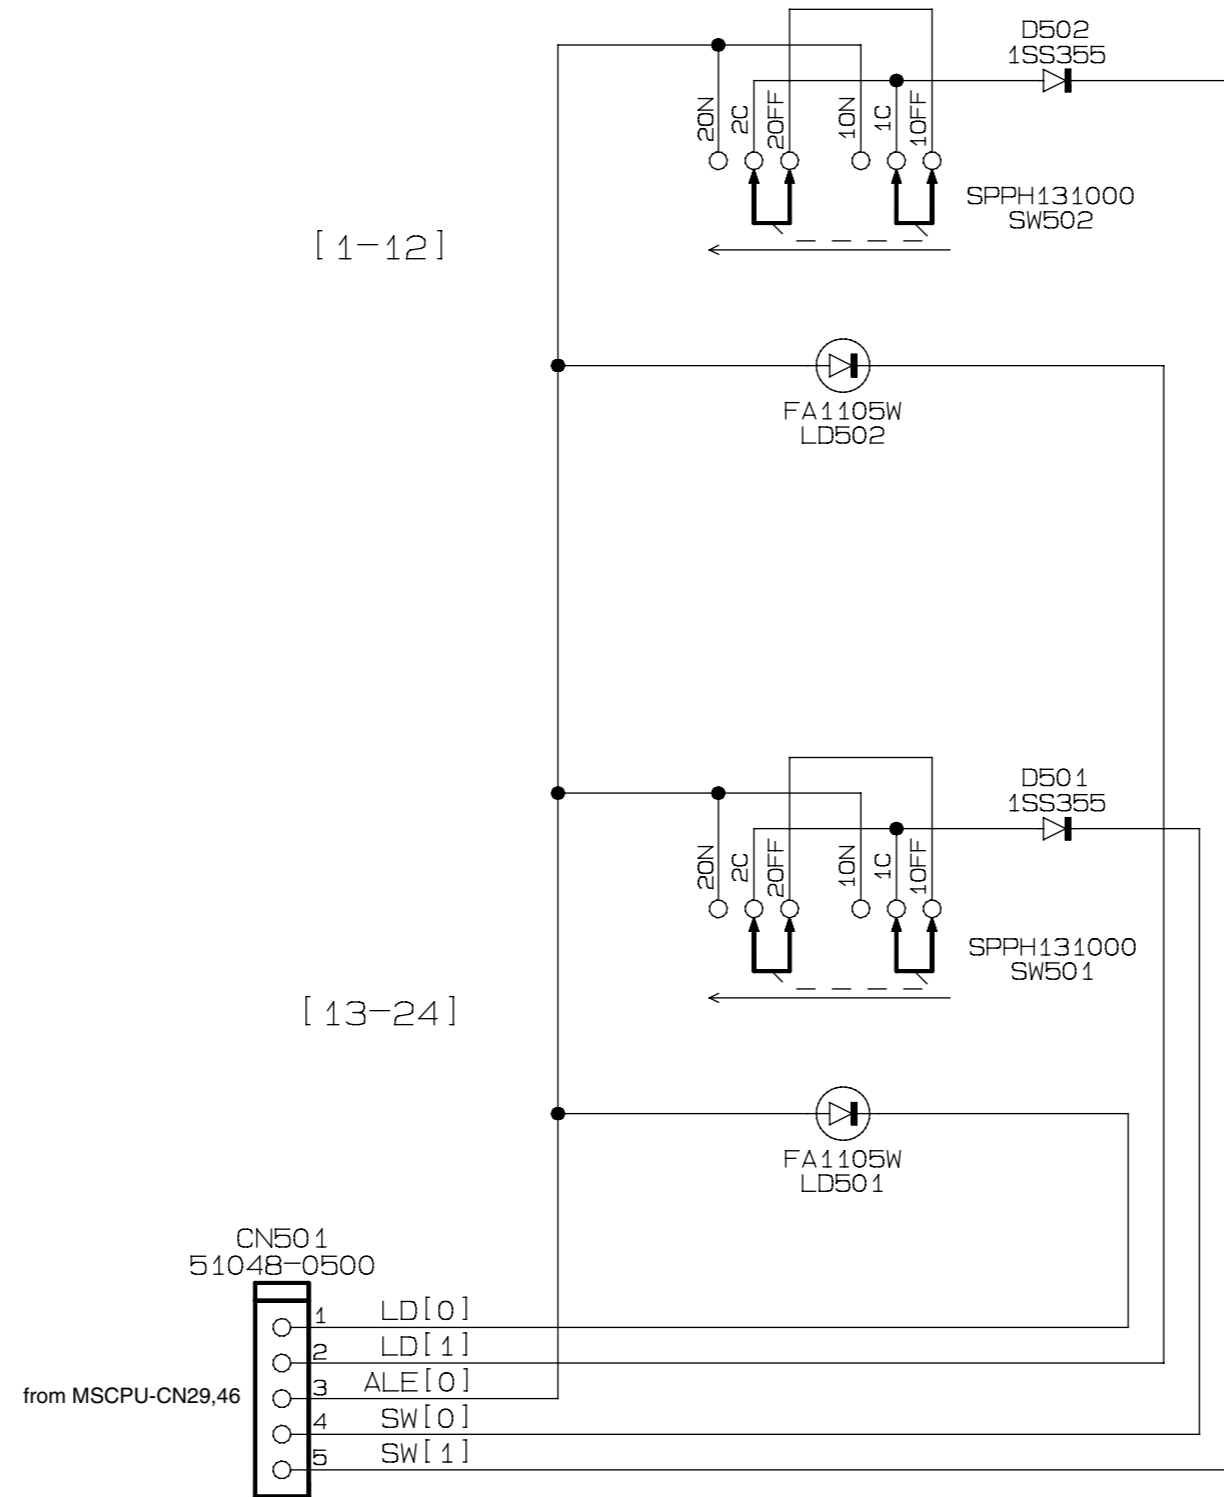 D502
1SS355
2ON
2C
2OFF
1ON
1C
1OFF
SPPH131000
SW502
[1-12]
FA1105W
LD502
D501
1SS355
2ON
2C
2OFF
1ON
1C
1OFF
SPPH131000
SW501
[13-24]
FA1105W
LD501
CN501
51048-0500
1 LD[0]
2 LD[1]
from MSCPU-CN29,46 3 ALE[0]
4 SW[0]
5 SW[1]